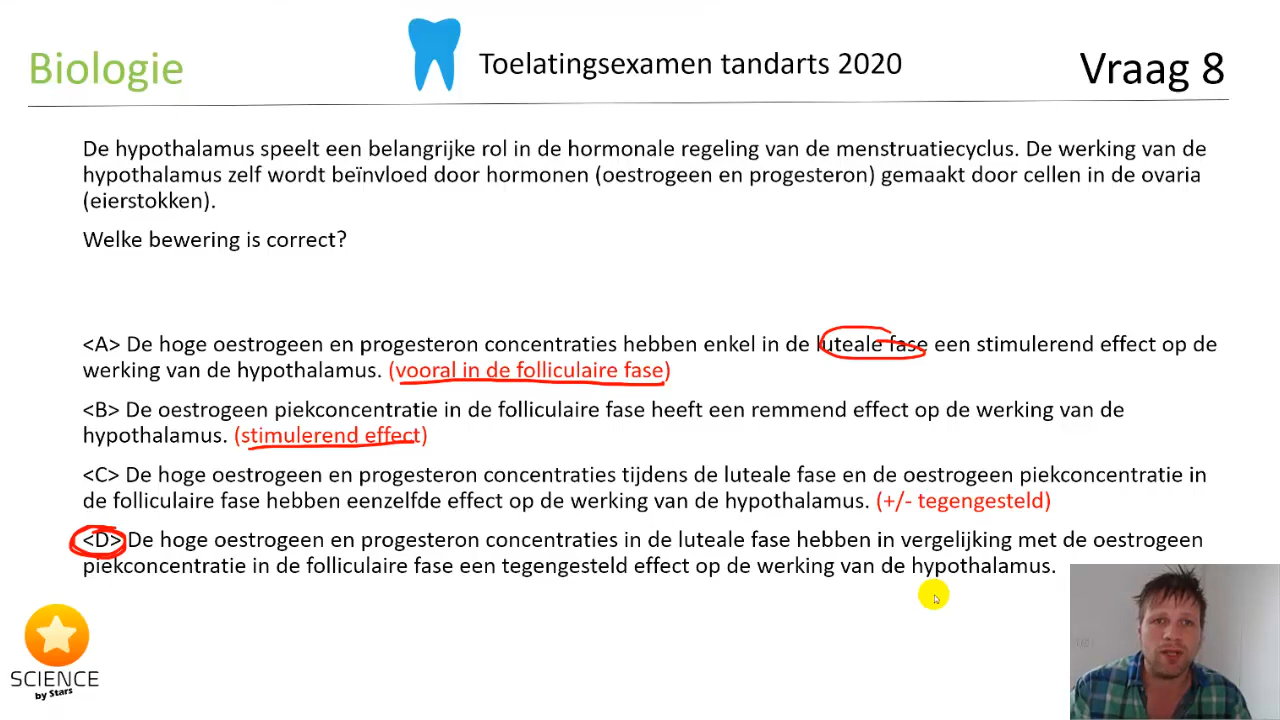 Biologie
Toelatingsexamen tandarts 2020
Vraag 8
De hypothalamus speelt een belangrijke rol in de hormonale regeling van de menstruatiecyclus. De werking van de
hypothalamus zelf wordt beïnvloed door hormonen (oestrogeen en progesteron) gemaakt door cellen in de ovaria
(eierstokken).
Welke bewering is correct?
<A> De hoge oestrogeen en progesteron concentraties hebben enkel in de luteale fase een stimulerend effect op de
werking van de hypothalamus. (vooral in de folliculaire fase)
<B> De oestrogeen piekconcentratie in de folliculaire fase heeft een remmend effect op de werking van de
hypothalamus. (stimulerend effect)
<C> De hoge oestrogeen en progesteron concentraties tijdens de luteale fase en de oestrogeen piekconcentratie in
de folliculaire fase hebben eenzelfde effect op de werking van de hypothalamus. (+/- tegengesteld)
<D> De hoge oestrogeen en progesteron concentraties in de luteale fase hebben in vergelijking met de oestrogeen
piekconcentratie in de folliculaire fase een tegengesteld effect op de werking van de hypothalamus.
SCIENCE
by Stars